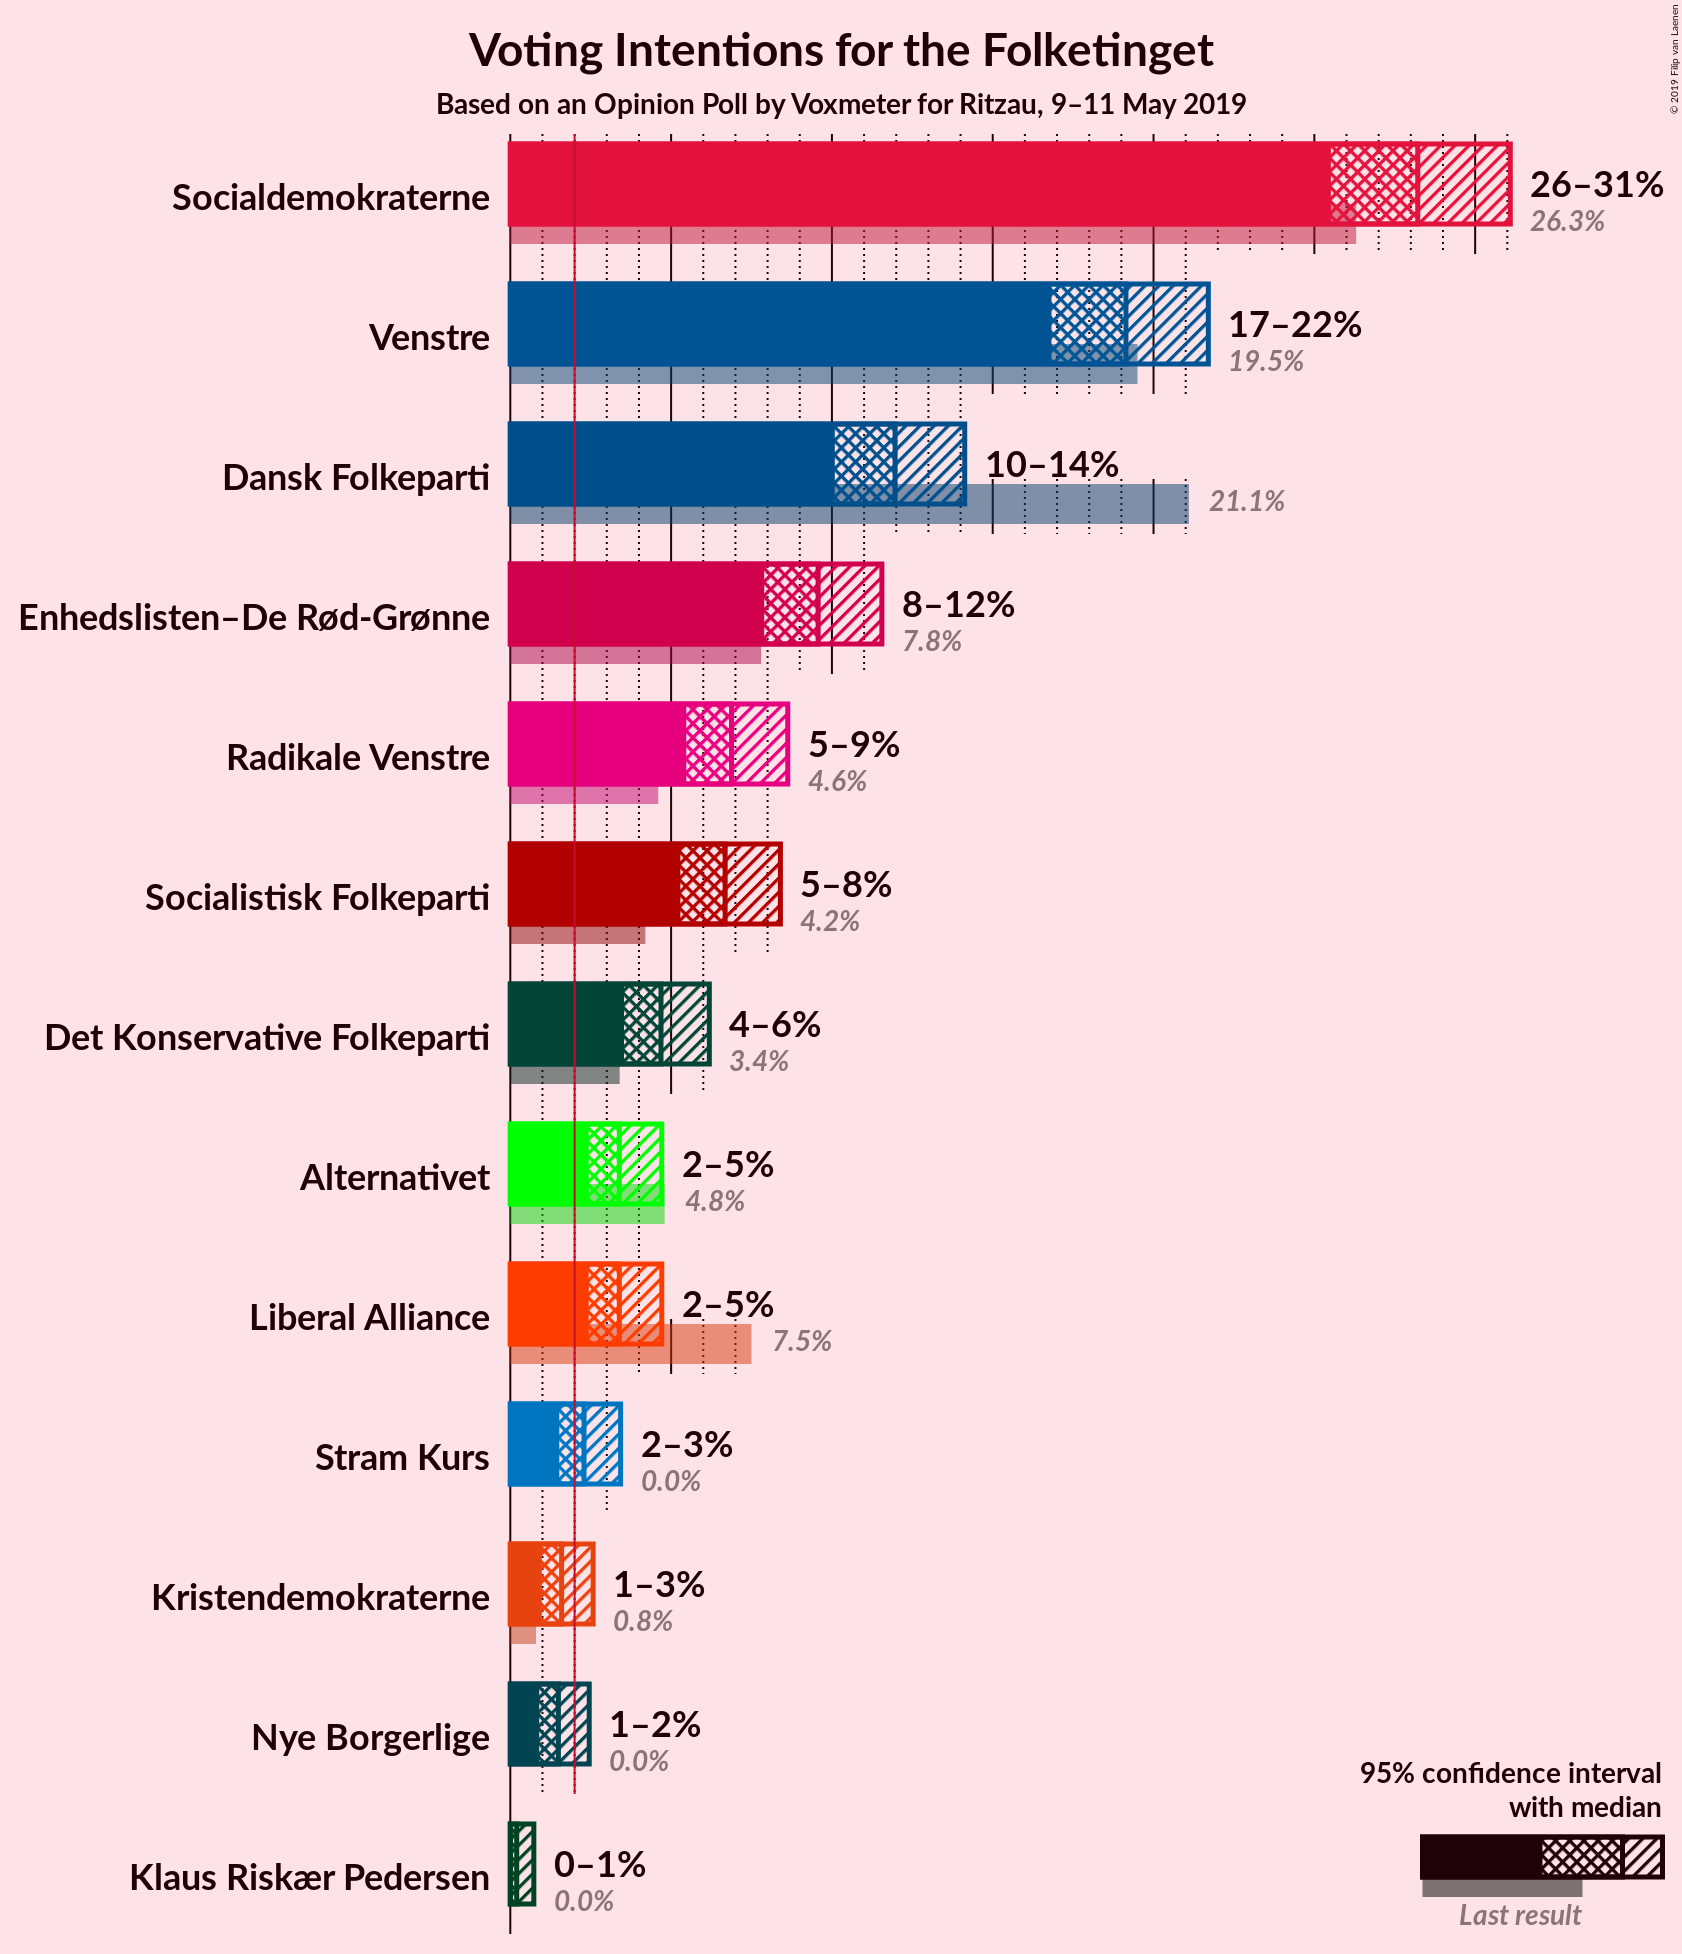 Voting Intentions for the Folketinget
Based on an Opinion Poll by Voxmeter for Ritzau, 9–11 May 2019
© 2019 Filip van Laenen
Socialdemokraterne
26–31%
26.3%
Venstre
17–22%
19.5%
Dansk Folkeparti
10–14%
21.1%
Enhedslisten–De Rød-Grønne
8–12%
7.8%
Radikale Venstre
5–9%
4.6%
Socialistisk Folkeparti
5–8%
4.2%
Det Konservative Folkeparti
4–6%
3.4%
Alternativet
2–5%
4.8%
Liberal Alliance
2–5%
7.5%
Stram Kurs
2–3%
0.0%
Kristendemokraterne
1–3%
0.8%
Nye Borgerlige
1–2%
0.0%
Klaus Riskær Pedersen
0–1%
0.0%
95% confidence interval
with median
Last result